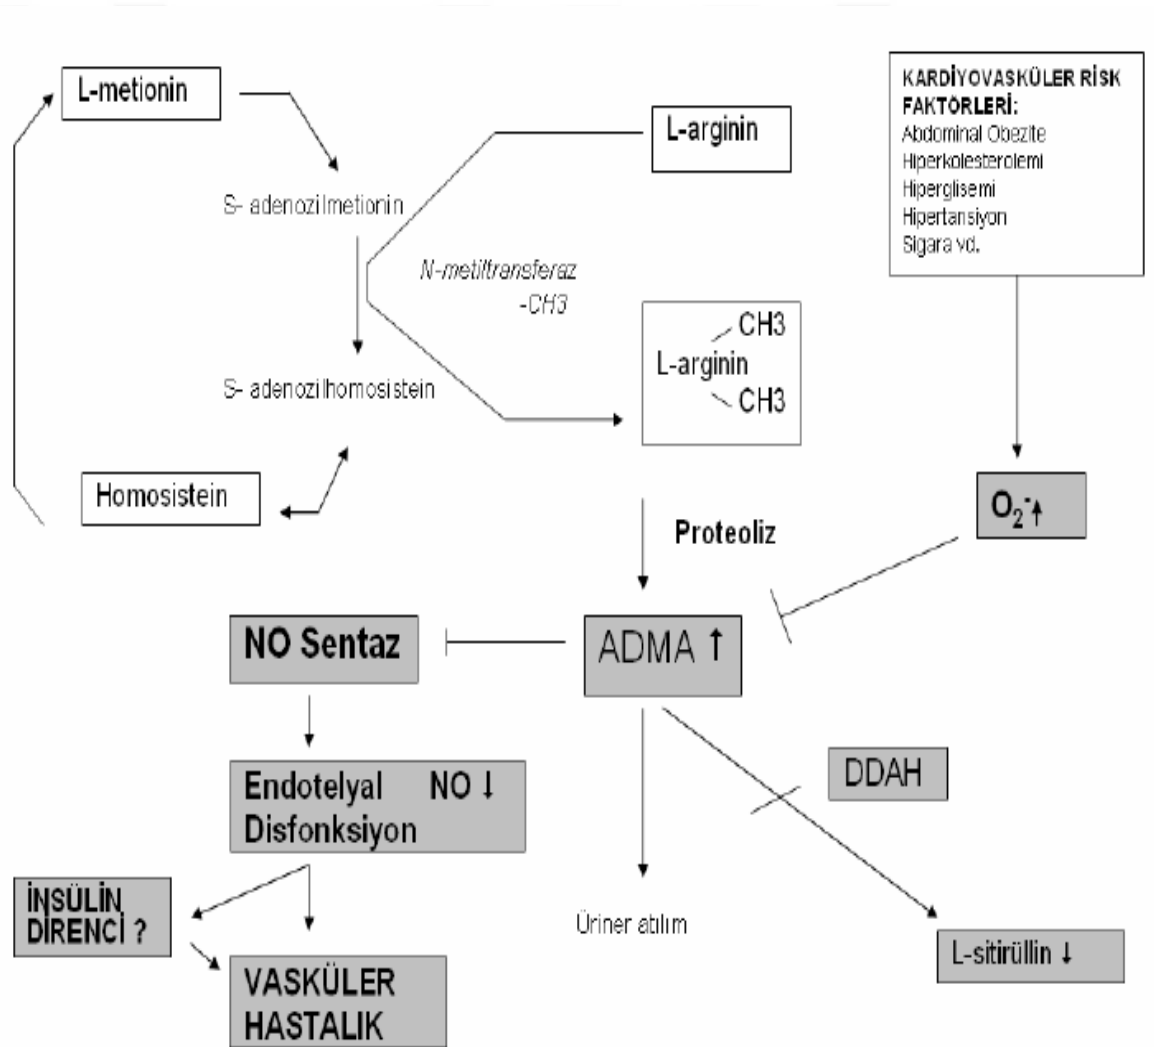 L-metionin
L-arginin
KARDİYOVASKÜLER RİSK
FAKTÖRLERİ:
Abdominal Obezite
Hiperkolesterolemi
Hiperglisemi
Hipertansiyon
Sigara vd.
S- adenozilmetionin
N-metiltransferaz
-CH3
CH3
L-arginin
CH3
S- adenozilhomosistein
Homosistein
O₂⁻↑
Proteoliz
NO Sentaz
ADMA ↑
DDAH
Endotelyal NO ↓
Disfonksiyon
İNSÜLİN
DİRENCİ ?
Üriner atılım
L-sitirüllin ↓
VASKÜLER
HASTALIK